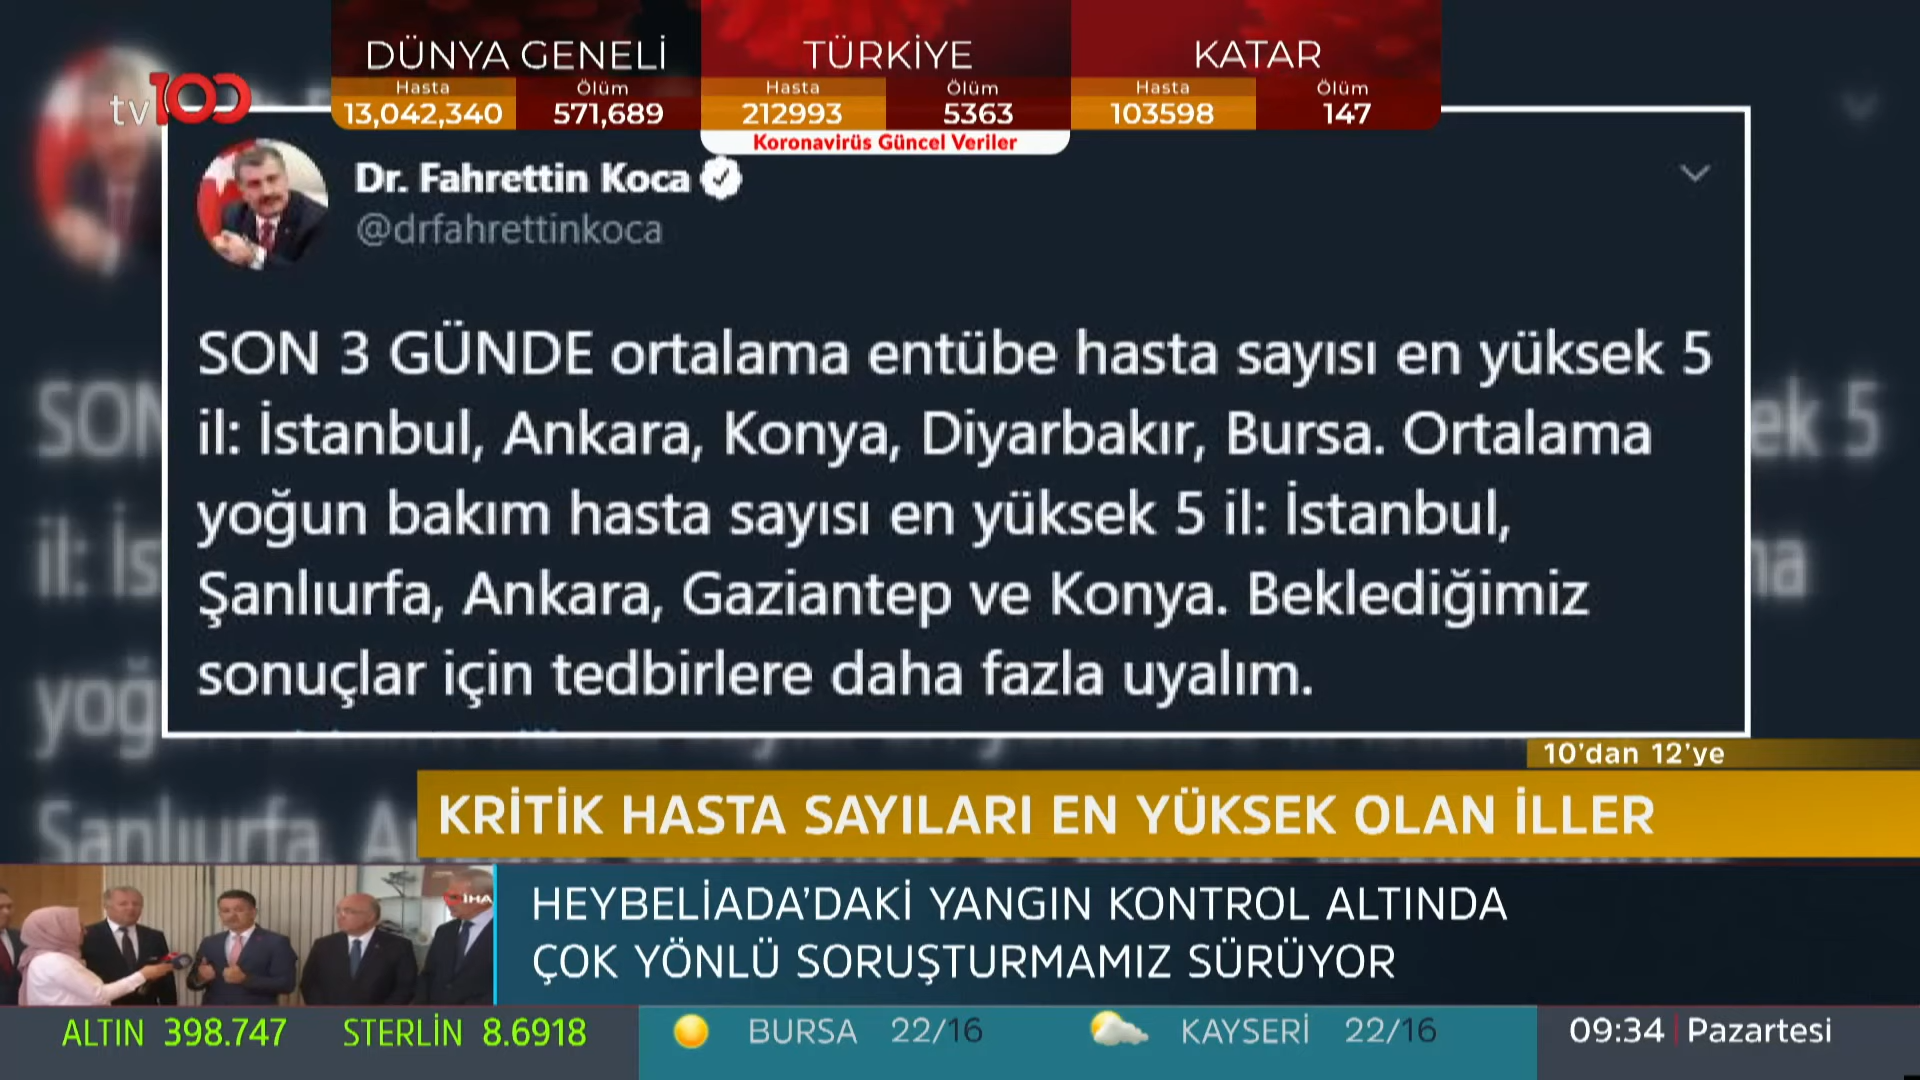 DÜNYA GENELİ
Hasta Ölüm
13,042,340 571,689
TÜRKİYE
Hasta Ölüm
212993 5363
Koronavirüs Güncel Veriler
KATAR
Hasta Ölüm
103598 147
tv100
Dr. Fahrettin Koca
@drfahrettinkoca
SON 3 GÜNDE ortalama entübe hasta sayısı en yüksek 5
il: İstanbul, Ankara, Konya, Diyarbakır, Bursa. Ortalama
yoğun bakım hasta sayısı en yüksek 5 il: İstanbul,
Şanlıurfa, Ankara, Gaziantep ve Konya. Beklediğimiz
sonuçlar için tedbirlere daha fazla uyalım.
10'dan 12'ye
KRİTİK HASTA SAYILARI EN YÜKSEK OLAN İLLER
İHA
HEYBELİADA'DAKİ YANGIN KONTROL ALTINDA
ÇOK YÖNLÜ SORUŞTURMAMIZ SÜRÜYOR
ALTIN 398.747 STERLİN 8.6918 BURSA 22/16 KAYSERİ 22/16 09:34 Pazartesi